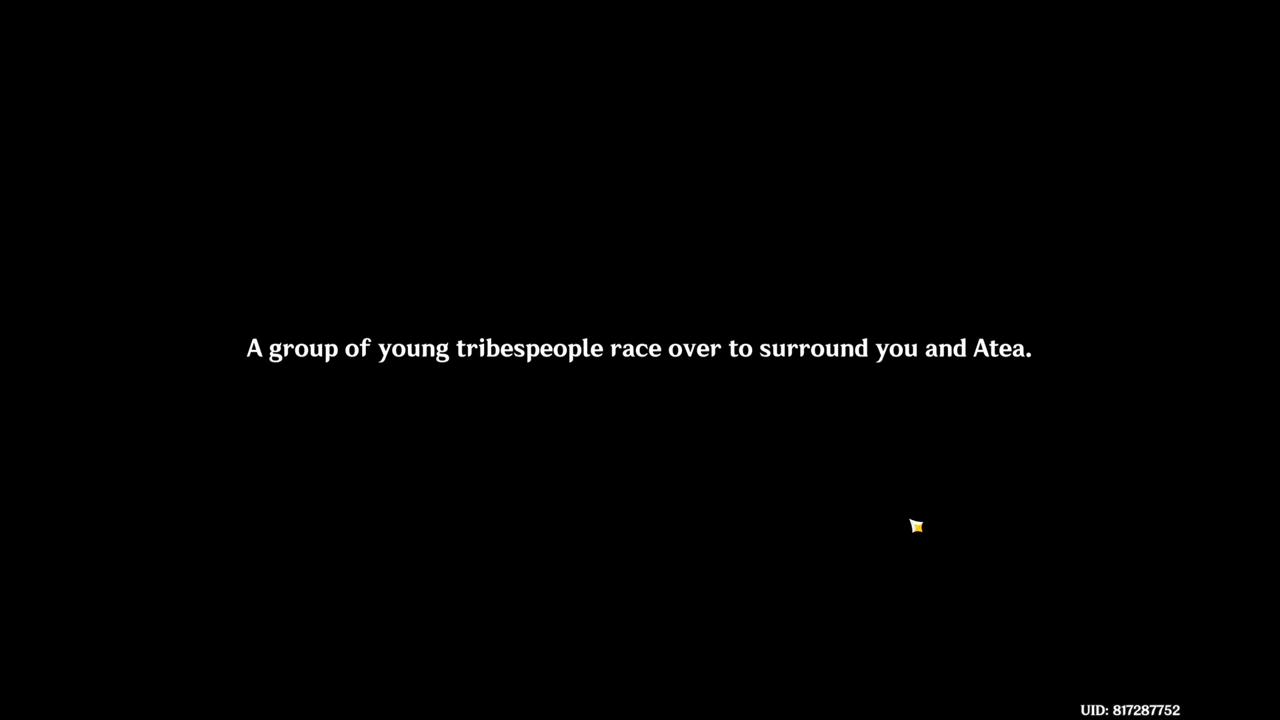 A group of young tribespeople race over to surround you and Atea.
UID: 817287752